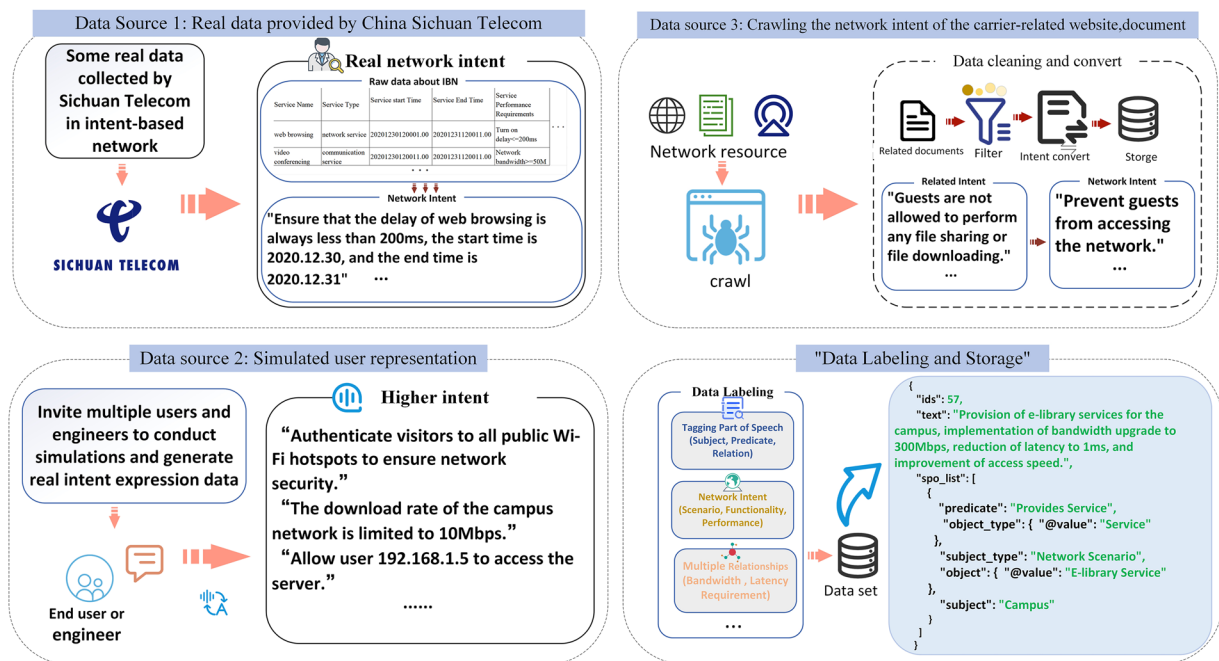 Data Source 1: Real data provided by China Sichuan Telecom
Some real data
collected by
Sichuan Telecom
in intent-based
network
SICHUAN TELECOM
Real network intent
Raw data about IBN
Service Name Service Type Service start Time Service End Time Service
Performance
Requirements
...
web browsing network service 20201230120001.00 20201231120011.00 Turn on
delay<=200ms
video
conferencing communication
service 20201230120011.00 20201231120011.00 Network
bandwidth>=50M
...
Network Intent
"Ensure that the delay of web browsing is
always less than 200ms, the start time is
2020.12.30, and the end time is
2020.12.31" ...
Data source 3: Crawling the network intent of the carrier-related website,document
Network resource
crawl
Data cleaning and convert
Related documents
Filter
Intent convert
Storge
Related Intent
"Guests are not
allowed to perform
any file sharing or
file downloading."
...
Network Intent
"Prevent guests
from accessing
the network."
...
Data source 2: Simulated user representation
Invite multiple users and
engineers to conduct
simulations and generate
real intent expression data
End user or
engineer
A
Higher intent
“Authenticate visitors to all public Wi-
Fi hotspots to ensure network
security.”
“The download rate of the campus
network is limited to 10Mbps.”
“Allow user 192.168.1.5 to access the
server.”
......
"Data Labeling and Storage"
Data Labeling
Tagging Part of Speech
(Subject, Predicate,
Relation)
Network Intent
(Scenario, Functionality,
Performance)
Multiple Relationships
(Bandwidth , Latency
Requirement)
...
Data set
{
"ids": 57,
"text": "Provision of e-library services for the
campus, implementation of bandwidth upgrade to
300Mbps, reduction of latency to 1ms, and
improvement of access speed.",
"spo_list": [
{
"predicate": "Provides Service",
"object_type": { "@value": "Service"
},
"subject_type": "Network Scenario",
"object": { "@value": "E-library Service"
},
"subject": "Campus"
}
]
}